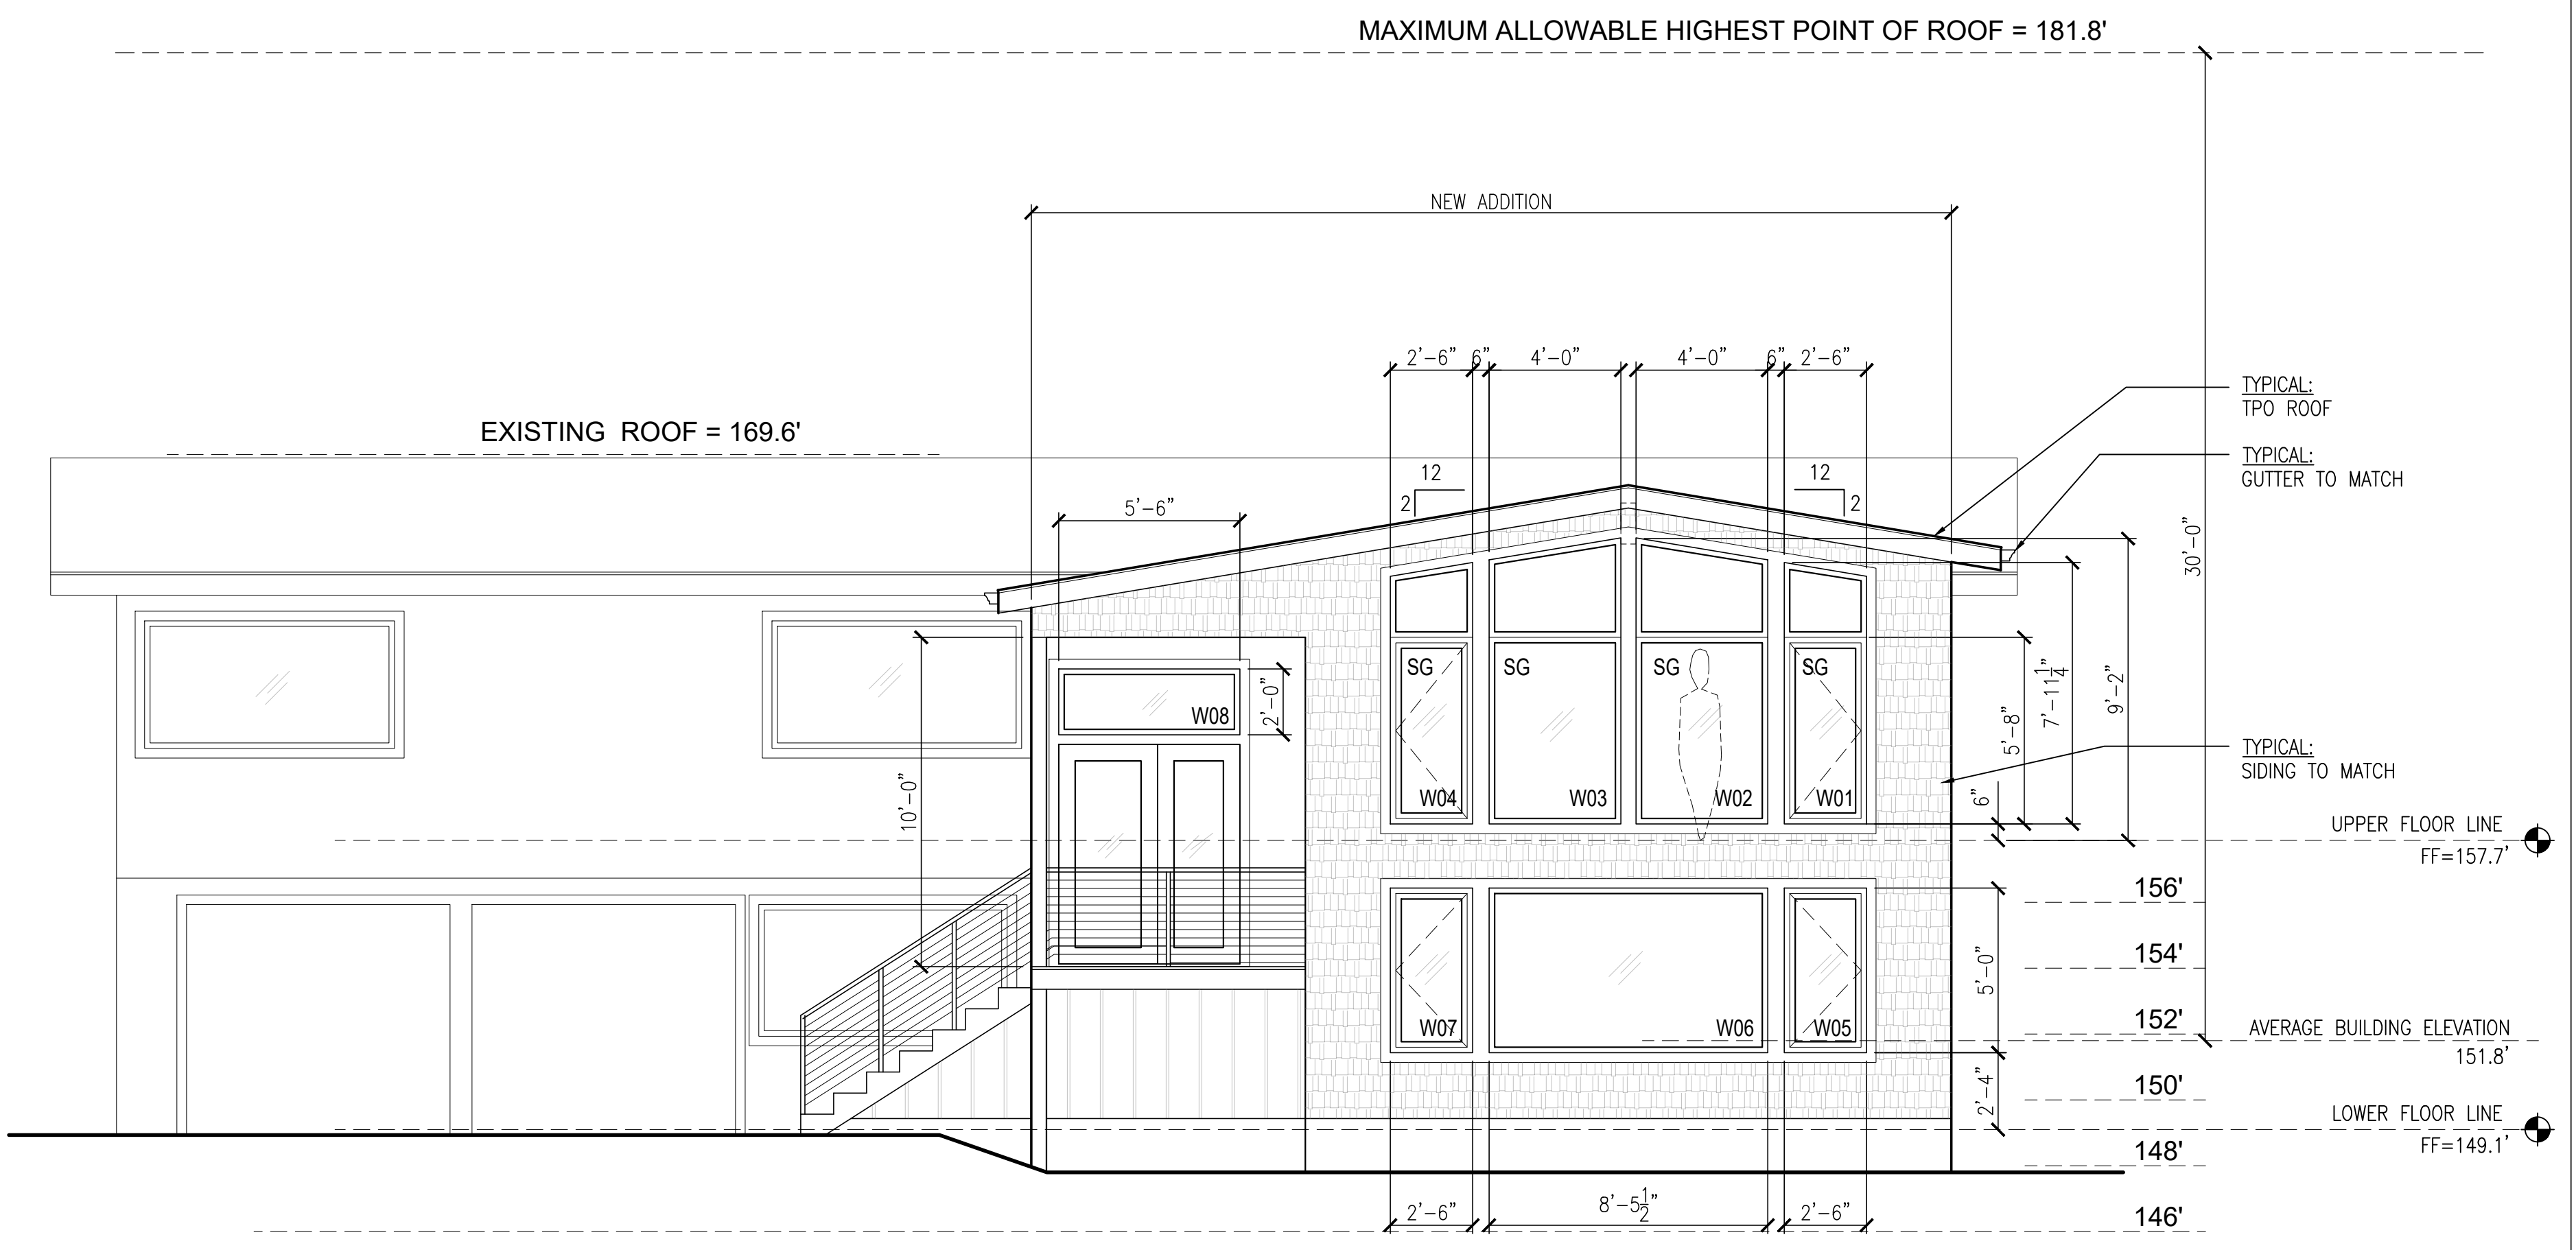 MAXIMUM ALLOWABLE HIGHEST POINT OF ROOF = 181.8'
NEW ADDITION
2'-6" 6" 4'-0" 4'-0" 6" 2'-6"
TYPICAL:
TPO ROOF
EXISTING ROOF = 169.6'
TYPICAL:
GUTTER TO MATCH
12
2
12
2
5'-6"
30'-0"
SG SG SG SG
2'-0"
W08
10'-0"
5'-8"
7'-11 1/4"
9'-2"
6"
TYPICAL:
SIDING TO MATCH
W04 W03 W02 W01
UPPER FLOOR LINE
FF=157.7'
156'
154'
5'-0"
152'
W07 W06 W05
AVERAGE BUILDING ELEVATION
151.8'
150'
2'-4"
LOWER FLOOR LINE
FF=149.1'
148'
2'-6" 8'-5 1/2" 2'-6"
146'